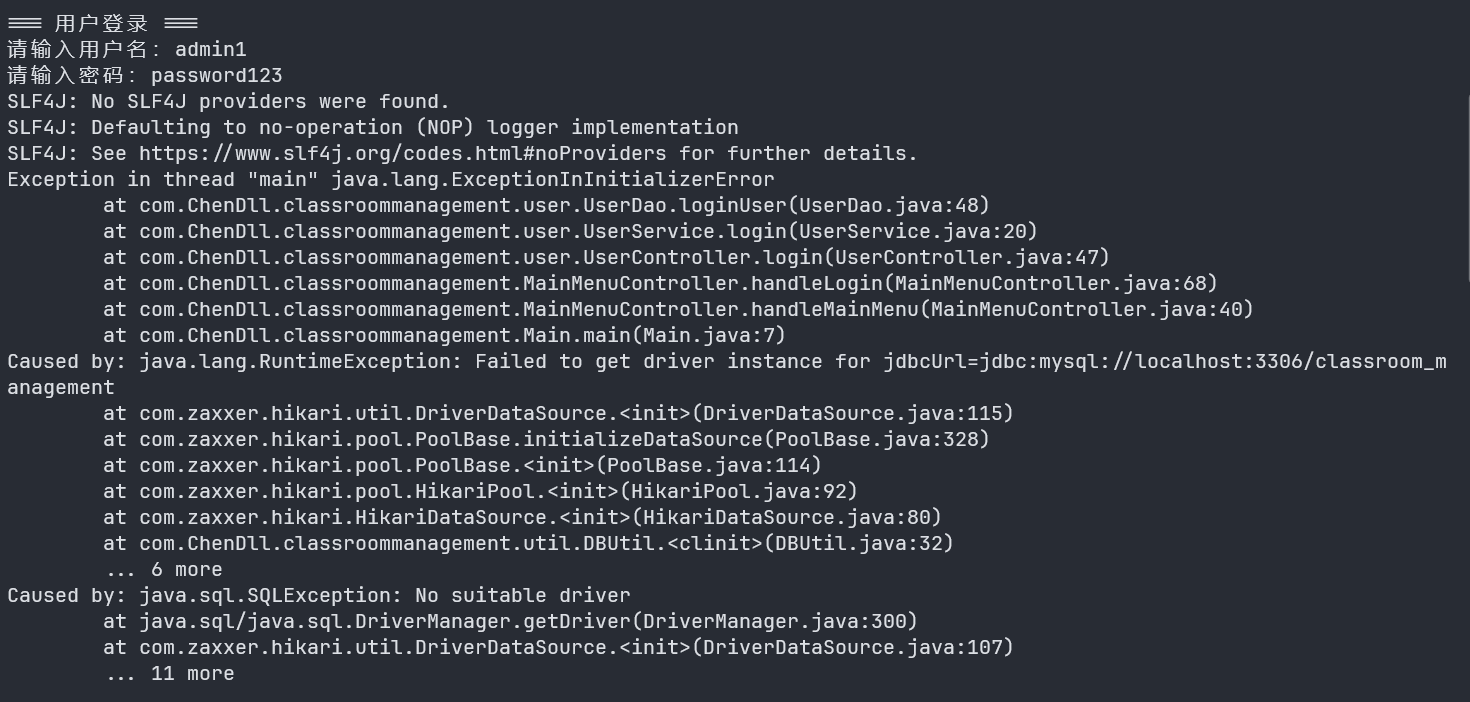 === 用户登录 ===
请输入用户名: admin1
请输入密码: password123
SLF4J: No SLF4J providers were found.
SLF4J: Defaulting to no-operation (NOP) logger implementation
SLF4J: See https://www.slf4j.org/codes.html#noProviders for further details.
Exception in thread "main" java.lang.ExceptionInInitializerError
at com.ChenDll.classroommanagement.user.UserDao.loginUser(UserDao.java:48)
at com.ChenDll.classroommanagement.user.UserService.login(UserService.java:20)
at com.ChenDll.classroommanagement.user.UserController.login(UserController.java:47)
at com.ChenDll.classroommanagement.MainMenuController.handleLogin(MainMenuController.java:68)
at com.ChenDll.classroommanagement.MainMenuController.handleMainMenu(MainMenuController.java:40)
at com.ChenDll.classroommanagement.Main.main(Main.java:7)
Caused by: java.lang.RuntimeException: Failed to get driver instance for jdbcUrl=jdbc:mysql://localhost:3306/classroom_m
anagement
at com.zaxxer.hikari.util.DriverDataSource.<init>(DriverDataSource.java:115)
at com.zaxxer.hikari.pool.PoolBase.initializeDataSource(PoolBase.java:328)
at com.zaxxer.hikari.pool.PoolBase.<init>(PoolBase.java:114)
at com.zaxxer.hikari.pool.HikariPool.<init>(HikariPool.java:92)
at com.zaxxer.hikari.HikariDataSource.<init>(HikariDataSource.java:80)
at com.ChenDll.classroommanagement.util.DBUtil.<clinit>(DBUtil.java:32)
... 6 more
Caused by: java.sql.SQLException: No suitable driver
at java.sql/java.sql.DriverManager.getDriver(DriverManager.java:300)
at com.zaxxer.hikari.util.DriverDataSource.<init>(DriverDataSource.java:107)
... 11 more